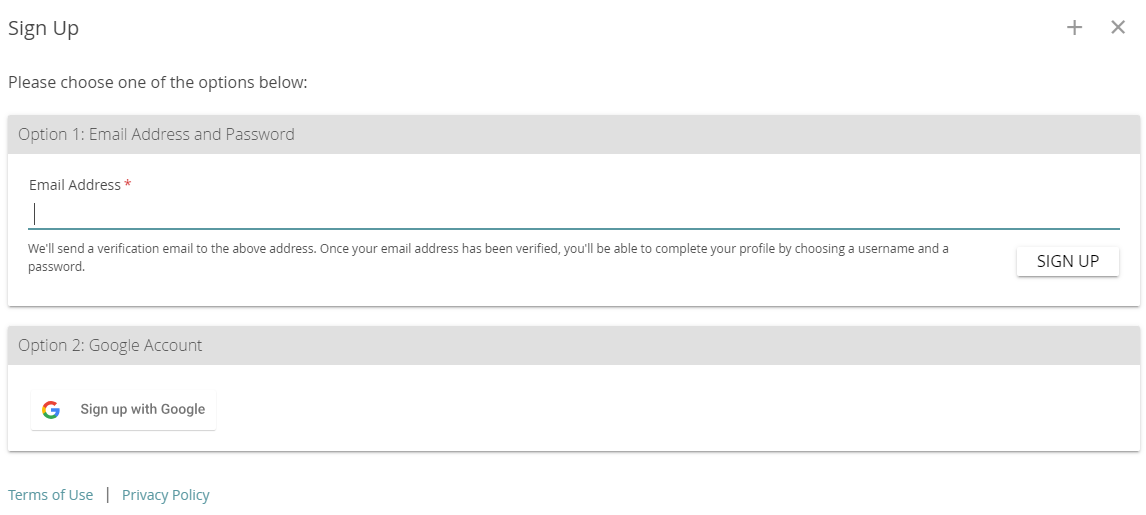 Sign Up
Please choose one of the options below:
Option 1: Email Address and Password
Email Address *
We'll send a verification email to the above address. Once your email address has been verified, you'll be able to complete your profile by choosing a username and a
password.
SIGN UP
Option 2: Google Account
Sign up with Google
Terms of Use | Privacy Policy